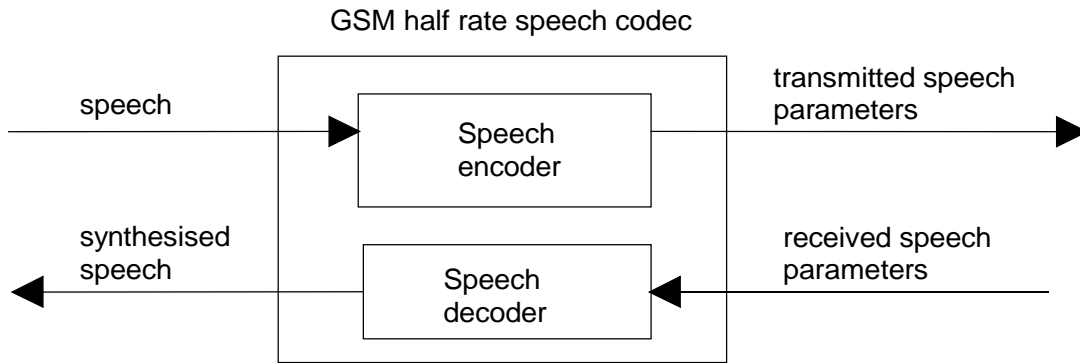 GSM half rate speech codec
speech
transmitted speech
parameters
Speech
encoder
synthesised
speech
received speech
parameters
Speech
decoder